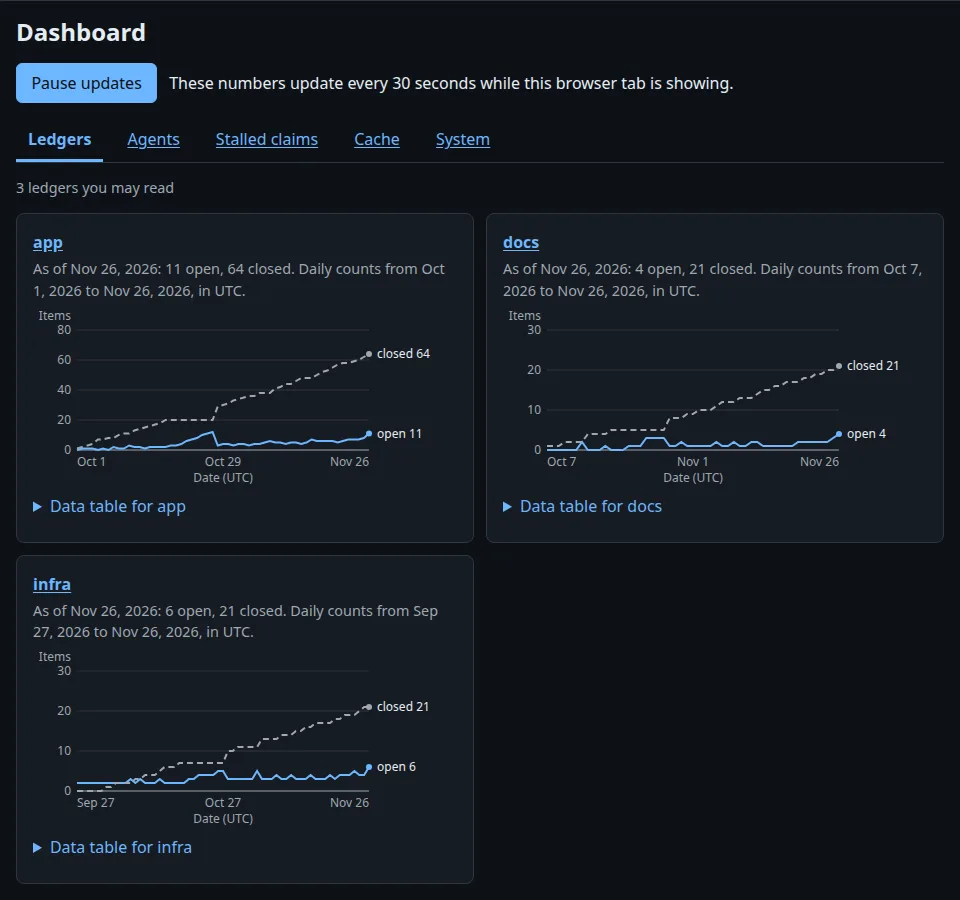 Dashboard
Pause updates These numbers update every 30 seconds while this browser tab is showing.
Ledgers Agents Stalled claims Cache System
3 ledgers you may read
app
As of Nov 26, 2026: 11 open, 64 closed. Daily counts from Oct
1, 2026 to Nov 26, 2026, in UTC.
Items
80
60
40
20
0
closed 64
open 11
Oct 1 Oct 29 Nov 26
Date (UTC)
Data table for app
docs
As of Nov 26, 2026: 4 open, 21 closed. Daily counts from Oct 7,
2026 to Nov 26, 2026, in UTC.
Items
30
20
10
0
closed 21
open 4
Oct 7 Nov 1 Nov 26
Date (UTC)
Data table for docs
infra
As of Nov 26, 2026: 6 open, 21 closed. Daily counts from Sep
27, 2026 to Nov 26, 2026, in UTC.
Items
30
20
10
0
closed 21
open 6
Sep 27 Oct 27 Nov 26
Date (UTC)
Data table for infra